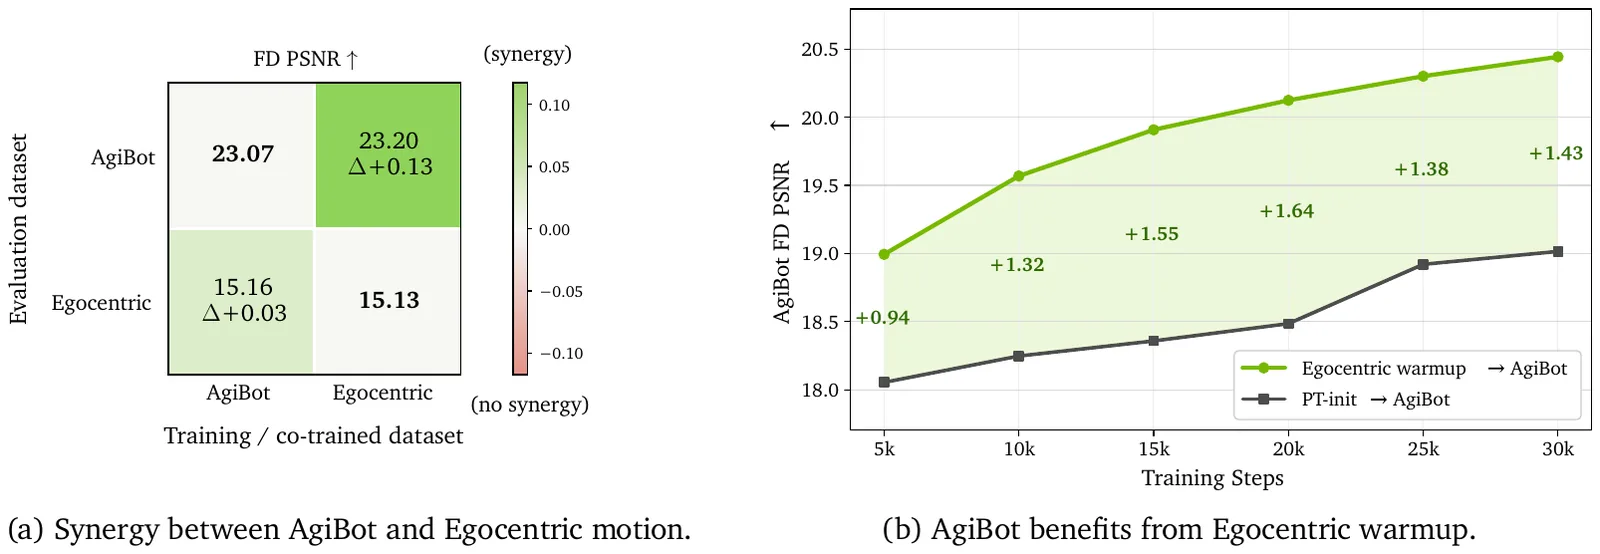 FD PSNR ↑
(synergy)
Evaluation dataset
AgiBot
23.07
23.20
Δ+0.13
Egocentric
15.16
Δ+0.03
15.13
AgiBot
Egocentric
Training / co-trained dataset
0.10
0.05
0.00
−0.05
−0.10
(no synergy)
(a) Synergy between AgiBot and Egocentric motion.
AgiBot FD PSNR ↑
20.5
20.0
19.5
19.0
18.5
18.0
+0.94
+1.32
+1.55
+1.64
+1.38
+1.43
Egocentric warmup → AgiBot
PT-init → AgiBot
5k
10k
15k
20k
25k
30k
Training Steps
(b) AgiBot benefits from Egocentric warmup.